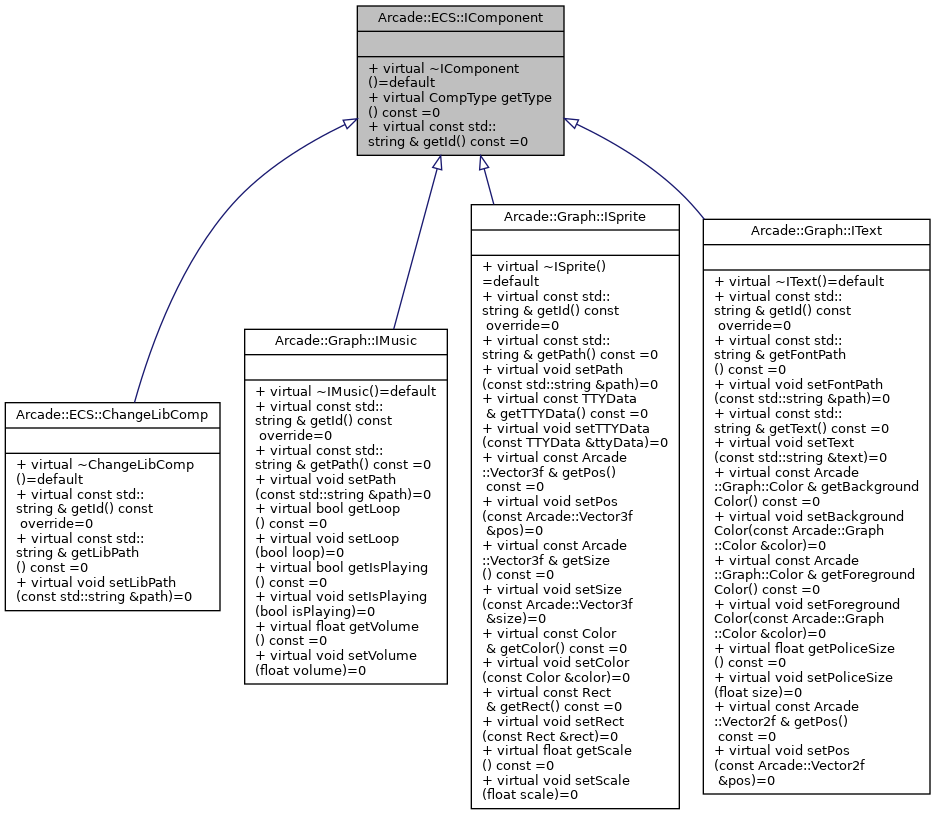 Arcade::ECS::IComponent
+ virtual ~IComponent
()=default
+ virtual CompType getType
() const =0
+ virtual const std::
string & getId() const =0
Arcade::ECS::ChangeLibComp
+ virtual ~ChangeLibComp
()=default
+ virtual const std::
string & getId() const
override=0
+ virtual const std::
string & getLibPath
() const =0
+ virtual void setLibPath
(const std::string &path)=0
Arcade::Graph::IMusic
+ virtual ~IMusic()=default
+ virtual const std::
string & getId() const
override=0
+ virtual const std::
string & getPath() const =0
+ virtual void setPath
(const std::string &path)=0
+ virtual bool getLoop
() const =0
+ virtual void setLoop
(bool loop)=0
+ virtual bool getIsPlaying
() const =0
+ virtual void setIsPlaying
(bool isPlaying)=0
+ virtual float getVolume
() const =0
+ virtual void setVolume
(float volume)=0
Arcade::Graph::ISprite
+ virtual ~ISprite()
=default
+ virtual const std::
string & getId() const
override=0
+ virtual const std::
string & getPath() const =0
+ virtual void setPath
(const std::string &path)=0
+ virtual const TTYData
& getTTYData() const =0
+ virtual void setTTYData
(const TTYData &ttyData)=0
+ virtual const Arcade
::Vector3f & getPos()
const =0
+ virtual void setPos
(const Arcade::Vector3f
&pos)=0
+ virtual const Arcade
::Vector3f & getSize
() const =0
+ virtual void setSize
(const Arcade::Vector3f
&size)=0
+ virtual const Color
& getColor() const =0
+ virtual void setColor
(const Color &color)=0
+ virtual const Rect
& getRect() const =0
+ virtual void setRect
(const Rect &rect)=0
+ virtual float getScale
() const =0
+ virtual void setScale
(float scale)=0
Arcade::Graph::IText
+ virtual ~IText()=default
+ virtual const std::
string & getId() const
override=0
+ virtual const std::
string & getFontPath
() const =0
+ virtual void setFontPath
(const std::string &path)=0
+ virtual const std::
string & getText() const =0
+ virtual void setText
(const std::string &text)=0
+ virtual const Arcade
::Graph::Color & getBackground
Color() const =0
+ virtual void setBackground
Color(const Arcade::Graph
::Color &color)=0
+ virtual const Arcade
::Graph::Color & getForeground
Color() const =0
+ virtual void setForeground
Color(const Arcade::Graph
::Color &color)=0
+ virtual float getPoliceSize
() const =0
+ virtual void setPoliceSize
(float size)=0
+ virtual const Arcade
::Vector2f & getPos()
const =0
+ virtual void setPos
(const Arcade::Vector2f
&pos)=0